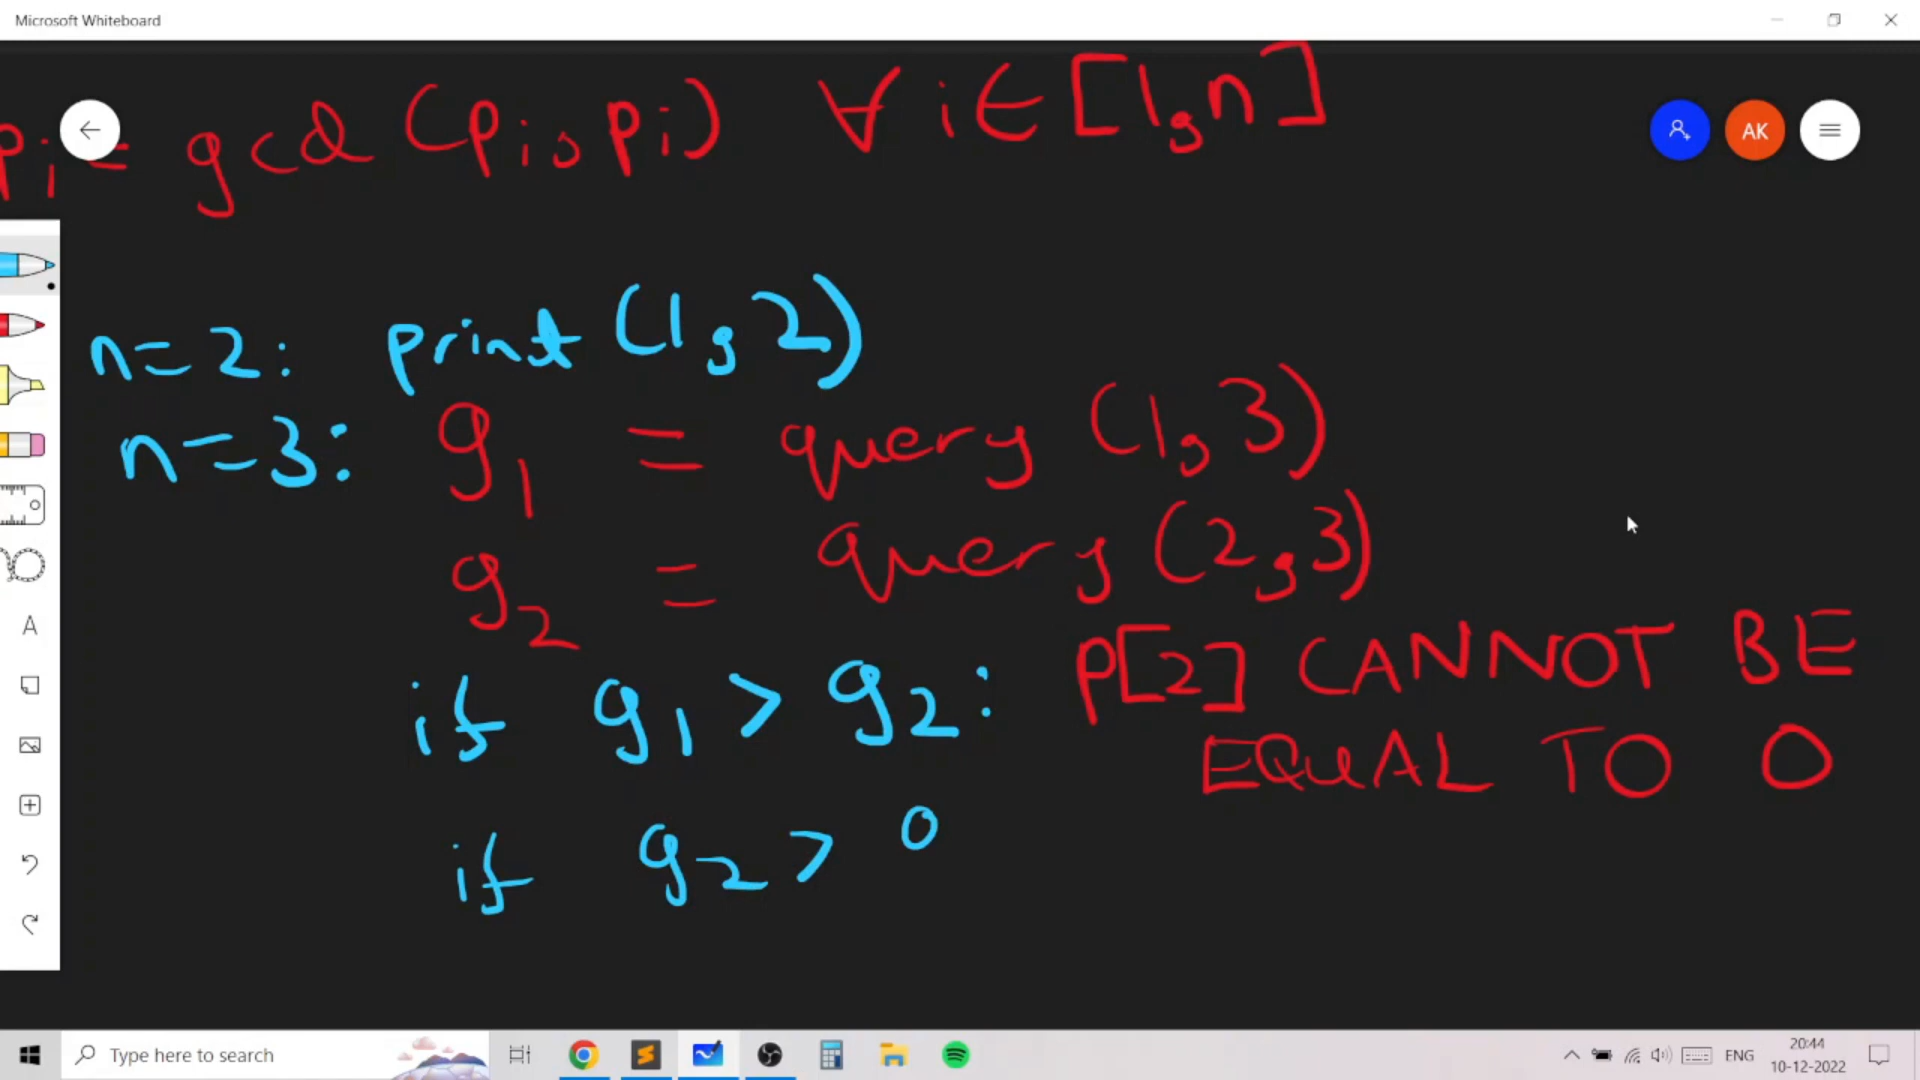 Microsoft Whiteboard
Pi = gcd (Pi, Pi) ∀ i ∈ [1, n]
AK
n=2: print (1, 2)
n=3: g1 = query (1, 3)
g2 = query (2, 3)
if g1 > g2: P[2] CANNOT BE
EQUAL TO 0
if g2 > 0
A
Type here to search
ENG
20:44
10-12-2022